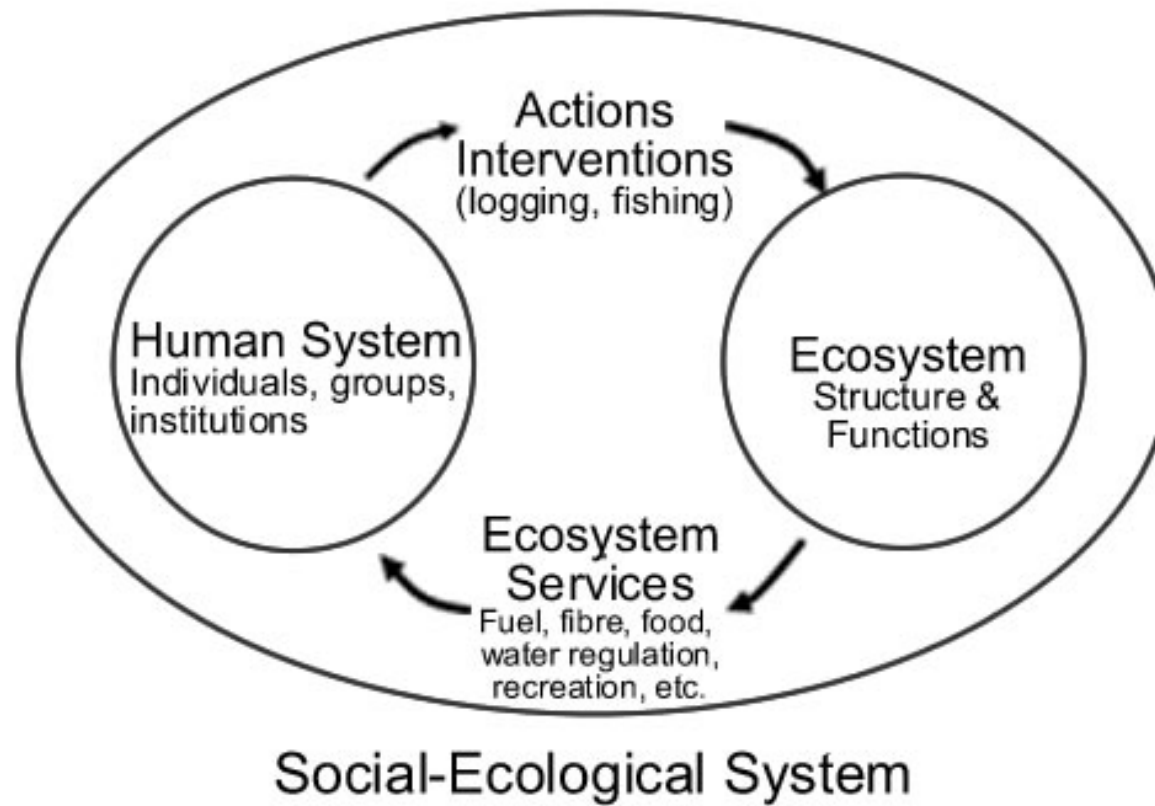 Actions
Interventions
(logging, fishing)
Human System
Individuals, groups,
institutions
Ecosystem
Structure &
Functions
Ecosystem
Services
Fuel, fibre, food,
water regulation,
recreation, etc.
Social-Ecological System